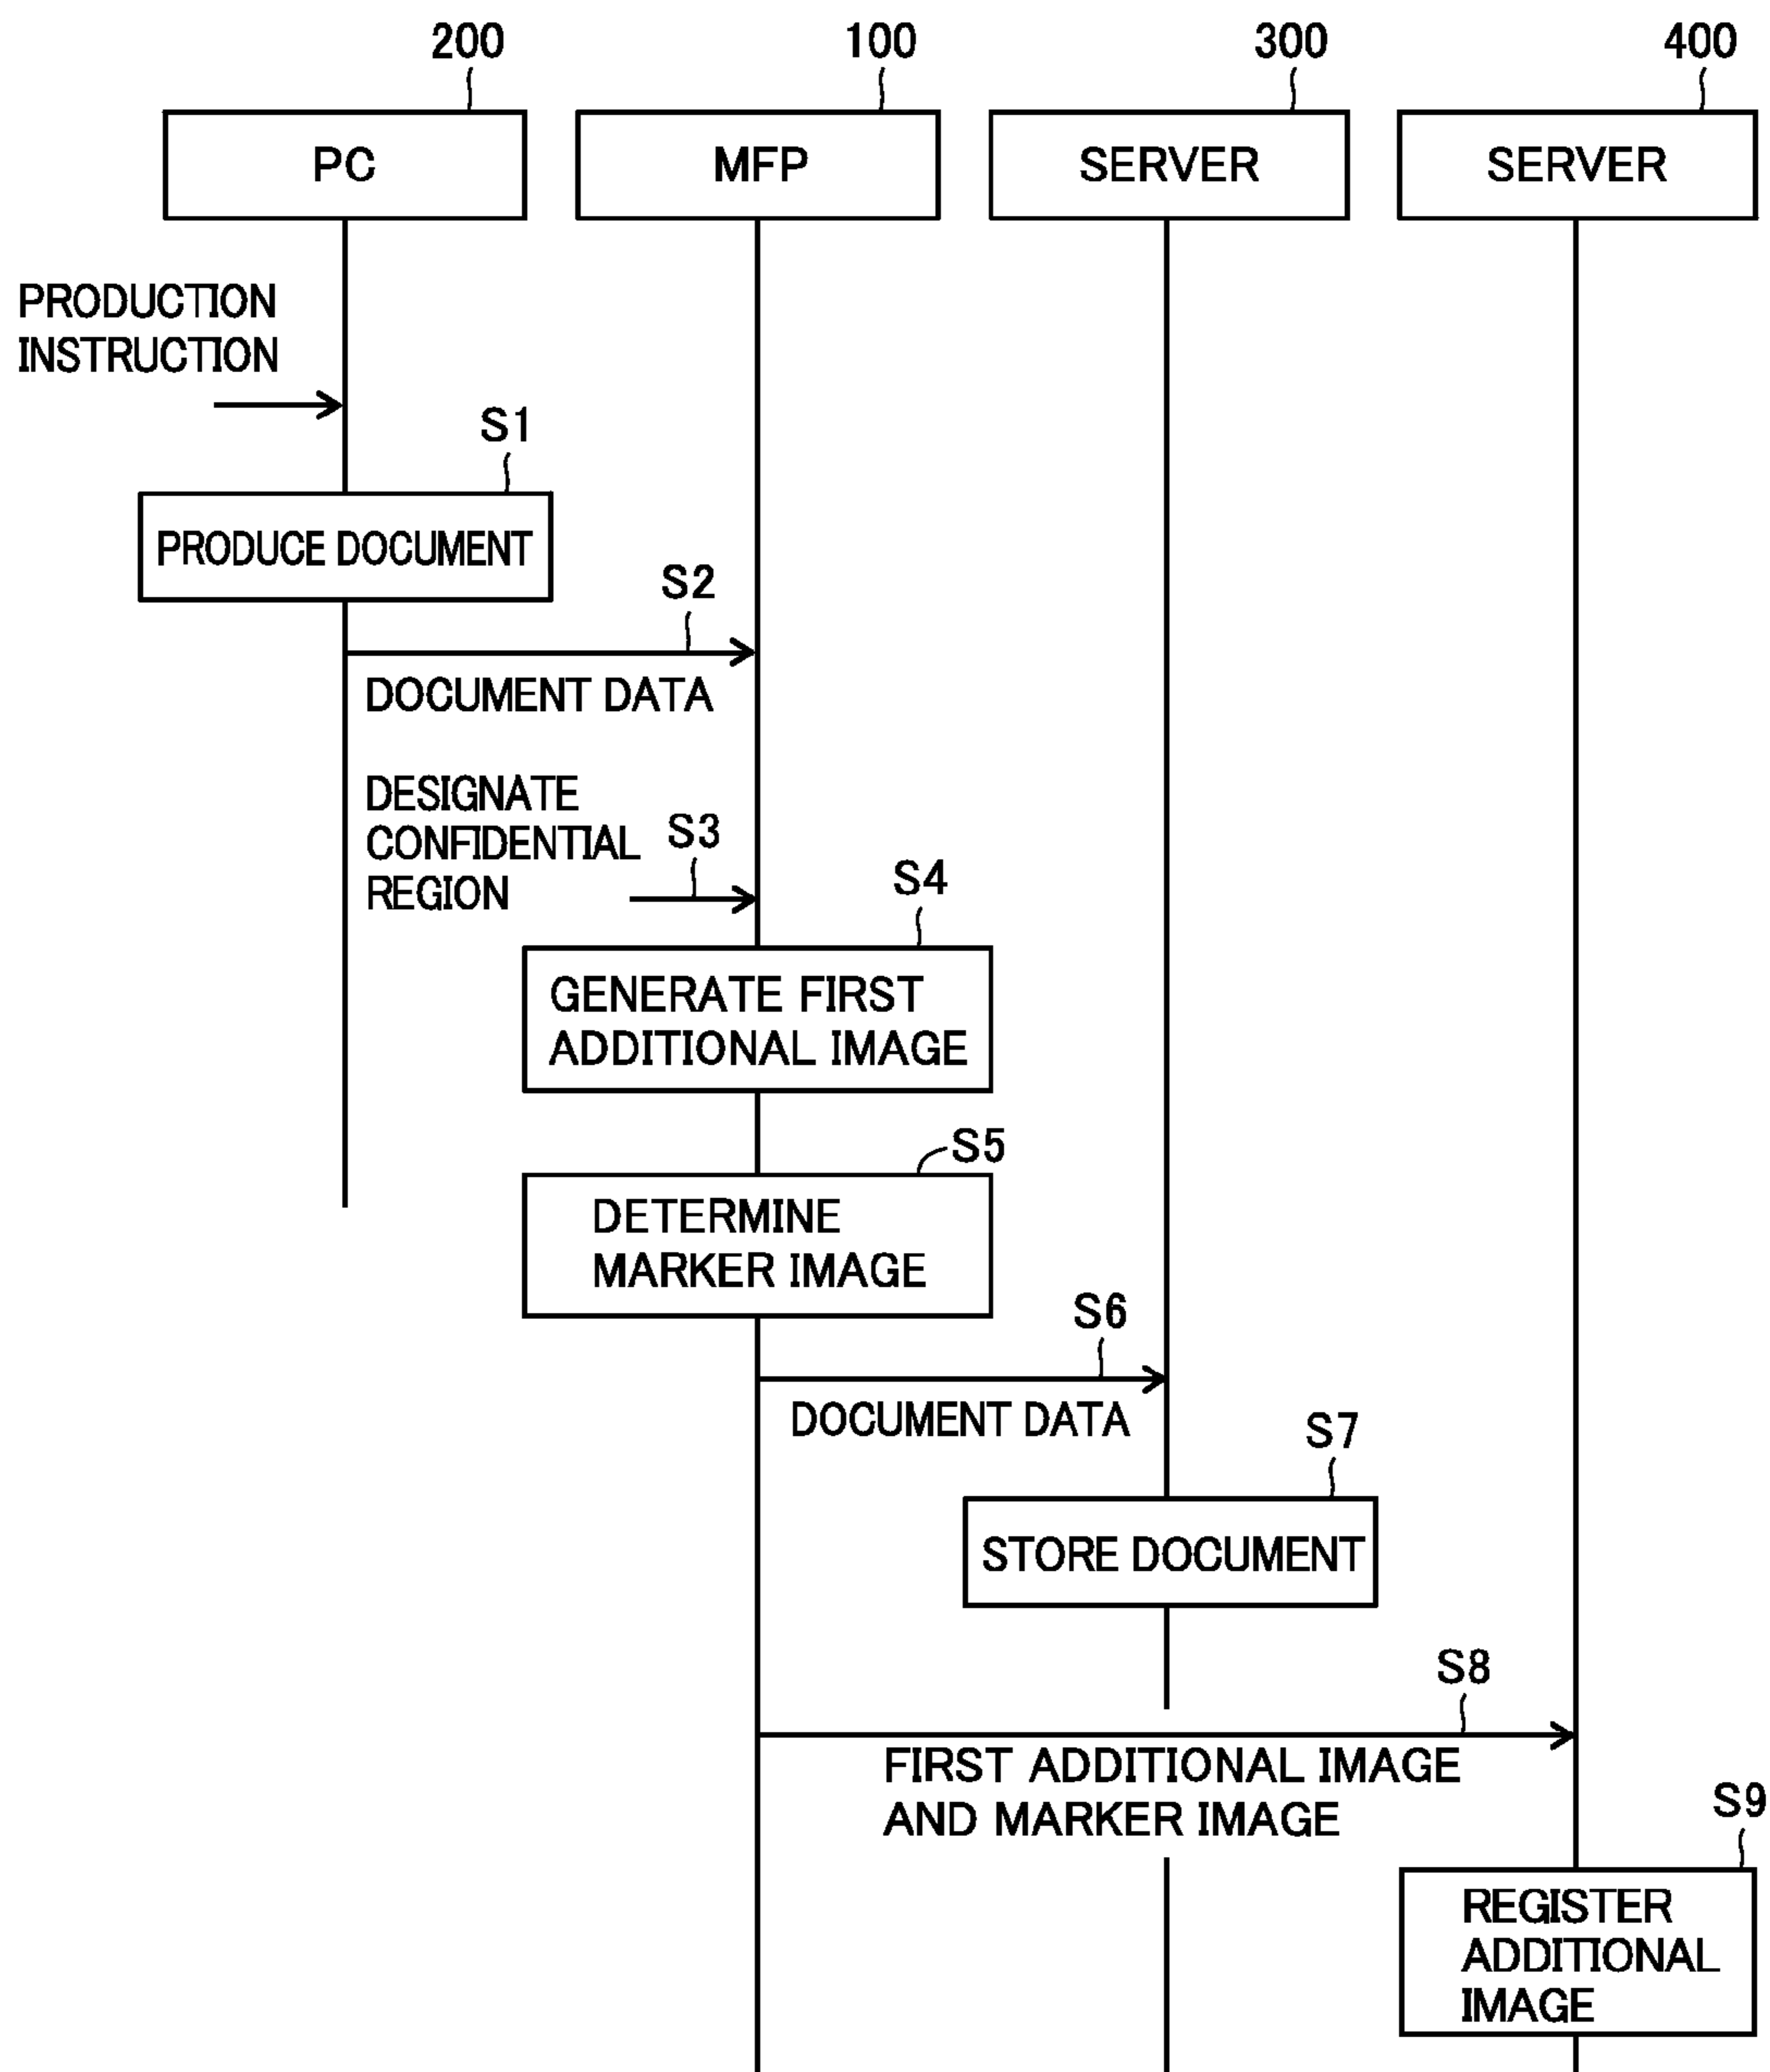 200
100
300
400
PC
MFP
SERVER
SERVER
PRODUCTION
INSTRUCTION
S1
PRODUCE DOCUMENT
S2
DOCUMENT DATA
DESIGNATE
CONFIDENTIAL
REGION
S3
S4
GENERATE FIRST
ADDITIONAL IMAGE
S5
DETERMINE
MARKER IMAGE
S6
DOCUMENT DATA
S7
STORE DOCUMENT
S8
FIRST ADDITIONAL IMAGE
AND MARKER IMAGE
S9
REGISTER
ADDITIONAL
IMAGE